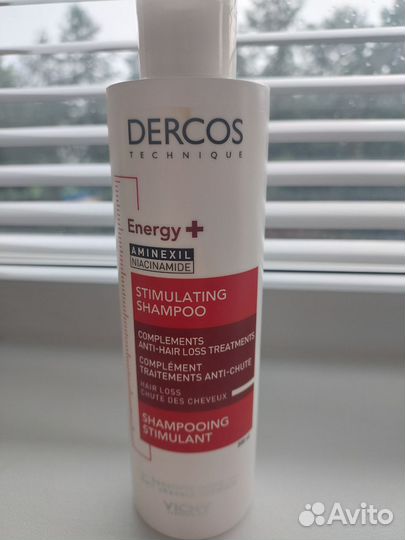 DERCOS
TECHNIQUE
Energy +
AMINEXIL
NIACINAMIDE
STIMULATING
SHAMPOO
COMPLEMENTS
ANTI-HAIR LOSS TREATMENTS
COMPLÉMENT
TRAITEMENTS ANTI-CHUTE
HAIR LOSS
CHUTE DES CHEVEUX
SHAMPOOING
STIMULANT
VICHY
Avito